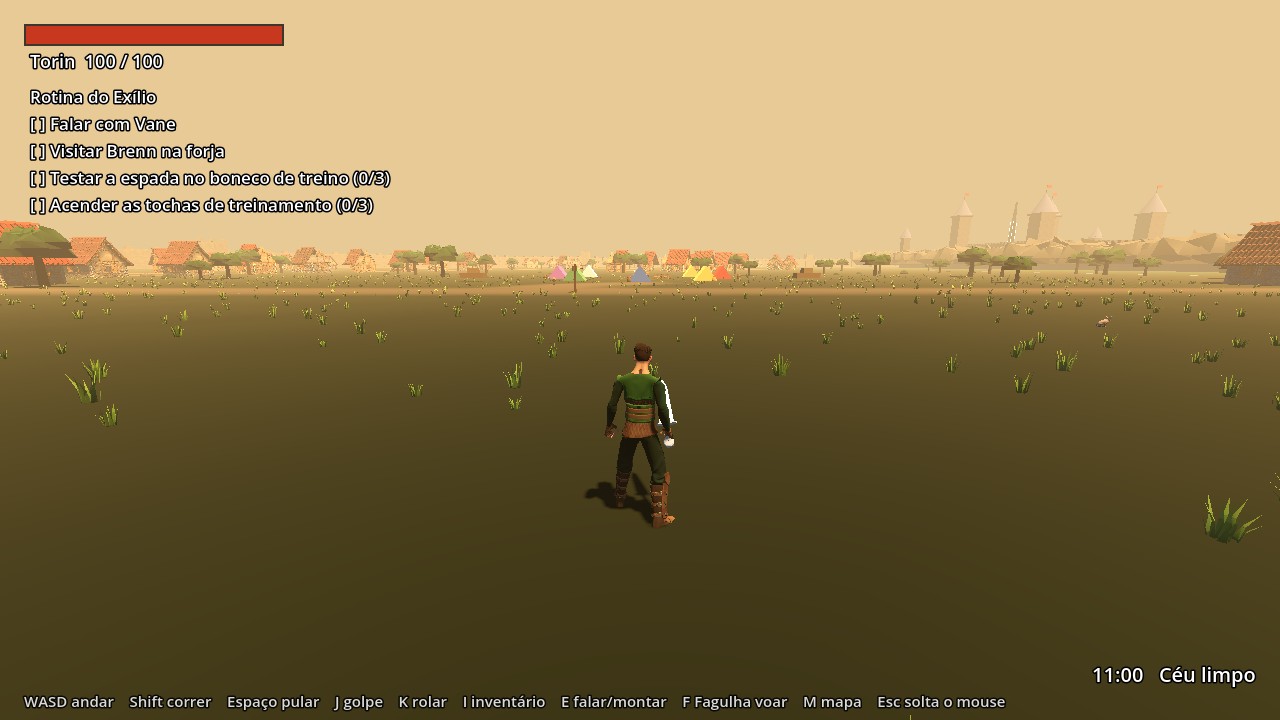 Torin 100 / 100
Rotina do Exílio
[ ] Falar com Vane
[ ] Visitar Brenn na forja
[ ] Testar a espada no boneco de treino (0/3)
[ ] Acender as tochas de treinamento (0/3)
11:00 Céu limpo
WASD andar Shift correr Espaço pular J golpe K rolar I inventário E falar/montar F Fagulha voar M mapa Esc solta o mouse